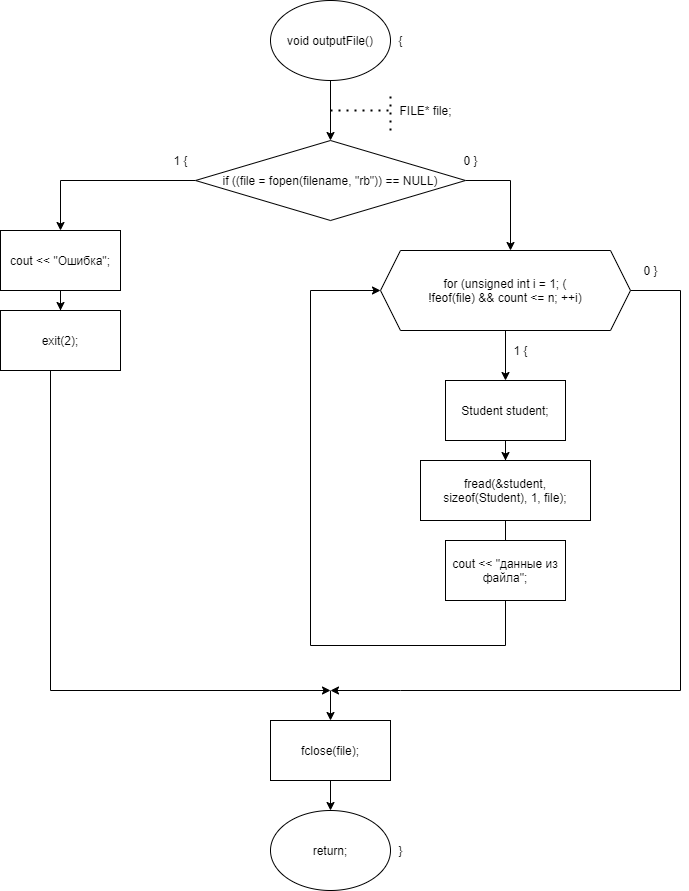 void outputFile()
{
FILE* file;
1 {
0 }
if ((file = fopen(filename, "rb")) == NULL)
cout << "Ошибка";
exit(2);
for (unsigned int i = 1; (
!feof(file) && count <= n; ++i)
0 }
1 {
Student student;
fread(&student,
sizeof(Student), 1, file);
cout << "данные из
файла";
fclose(file);
return;
}